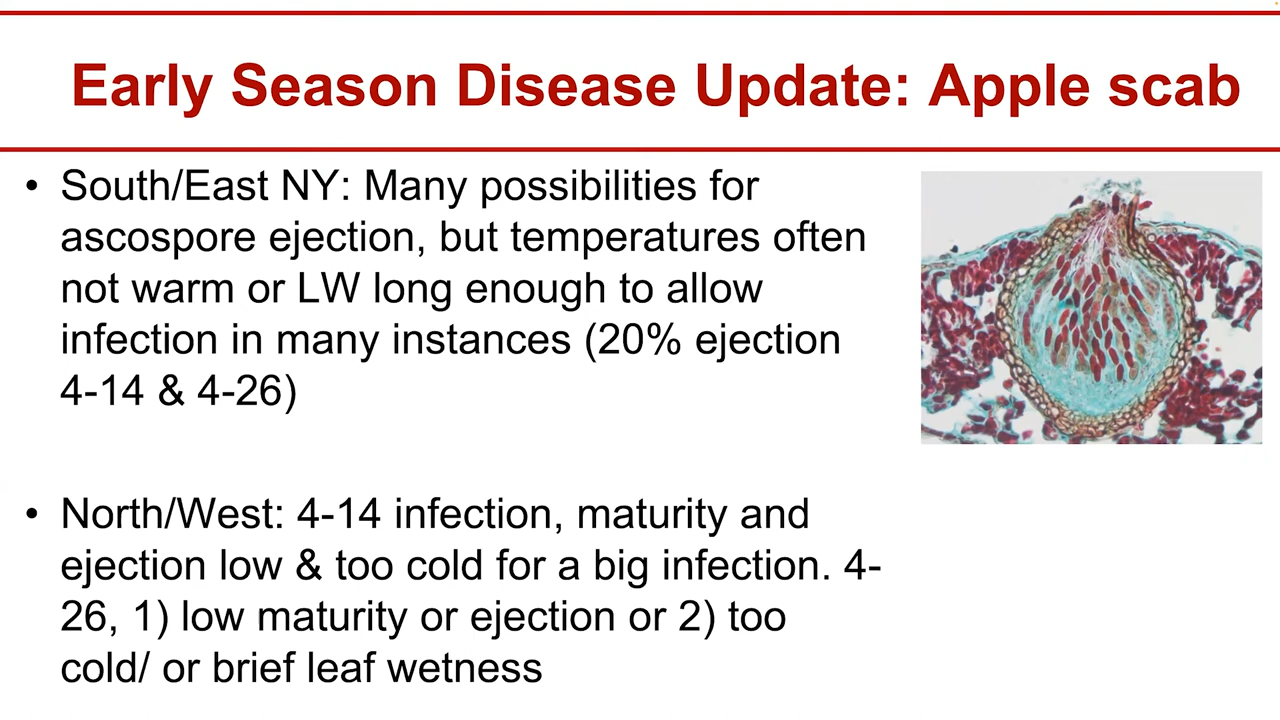 Early Season Disease Update: Apple scab
• South/East NY: Many possibilities for
ascospore ejection, but temperatures often
not warm or LW long enough to allow
infection in many instances (20% ejection
4-14 & 4-26)
• North/West: 4-14 infection, maturity and
ejection low & too cold for a big infection. 4-
26, 1) low maturity or ejection or 2) too
cold/ or brief leaf wetness